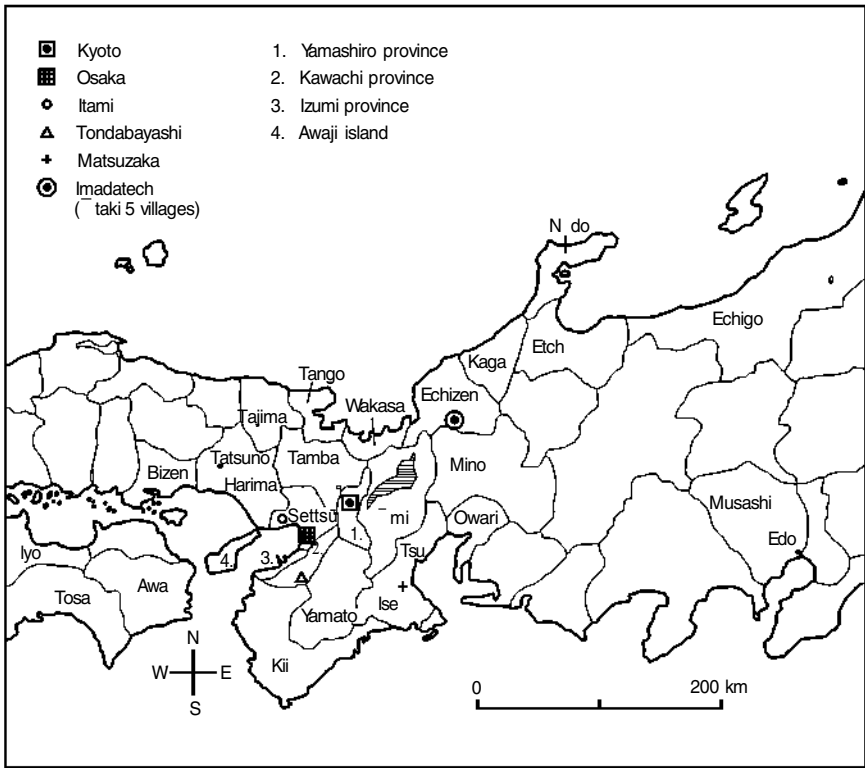 Kyoto
Osaka
Itami
Tondabayashi
Matsuzaka
Imadatech
(¯ taki 5 villages)
1. Yamashiro province
2. Kawachi province
3. Izumi province
4. Awaji island
N do
Echigo
Etch
Kaga
Echizen
Tango
Wakasa
Tajima
Tatsuno
Tamba
Mino
Bizen
Harima
Musashi
Settsu
¯ mi
Owari
1.
2.
Edo
Iyo
4.
3.
Tsu
Awa
Tosa
Yamato
Ise
Kii
N
W E
S
0 200 km